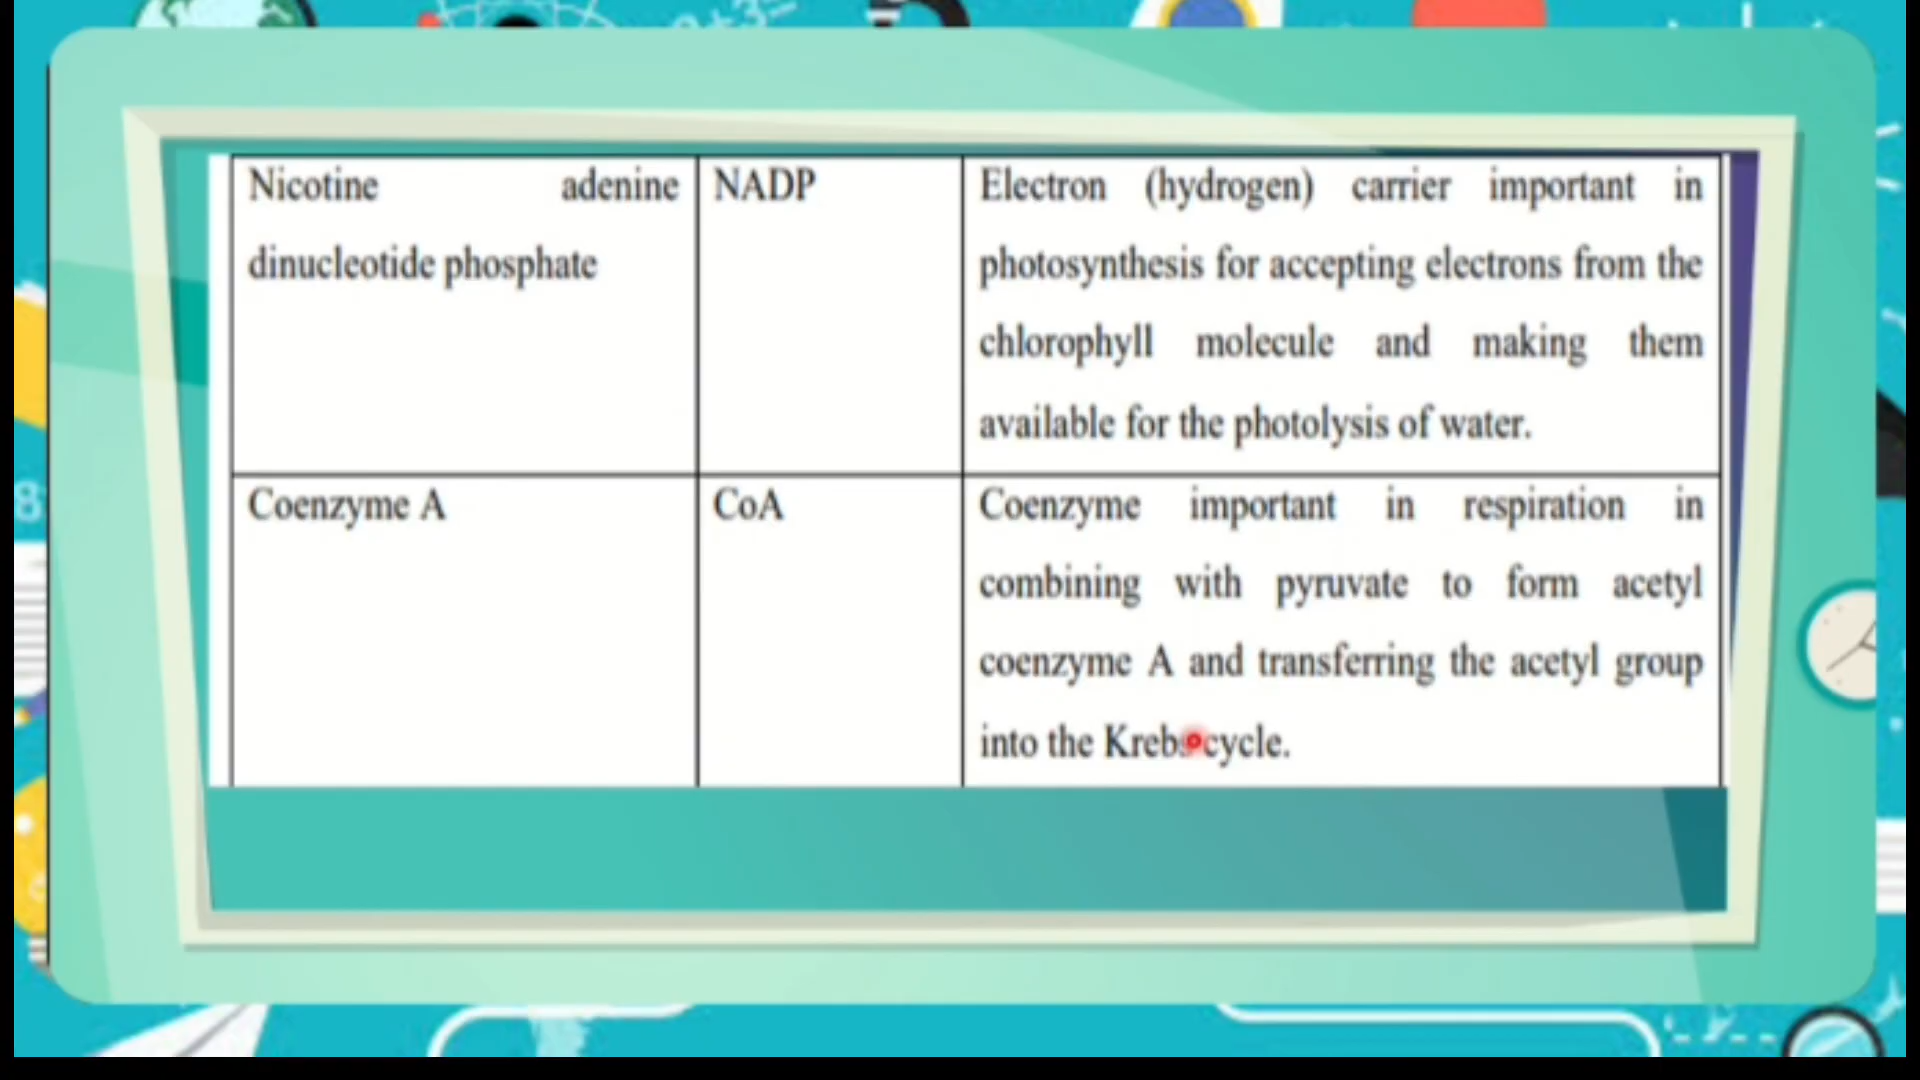 Nicotine adenine
dinucleotide phosphate
NADP
Electron (hydrogen) carrier important in
photosynthesis for accepting electrons from the
chlorophyll molecule and making them
available for the photolysis of water.
Coenzyme A
CoA
Coenzyme important in respiration in
combining with pyruvate to form acetyl
coenzyme A and transferring the acetyl group
into the Krebs cycle.
8